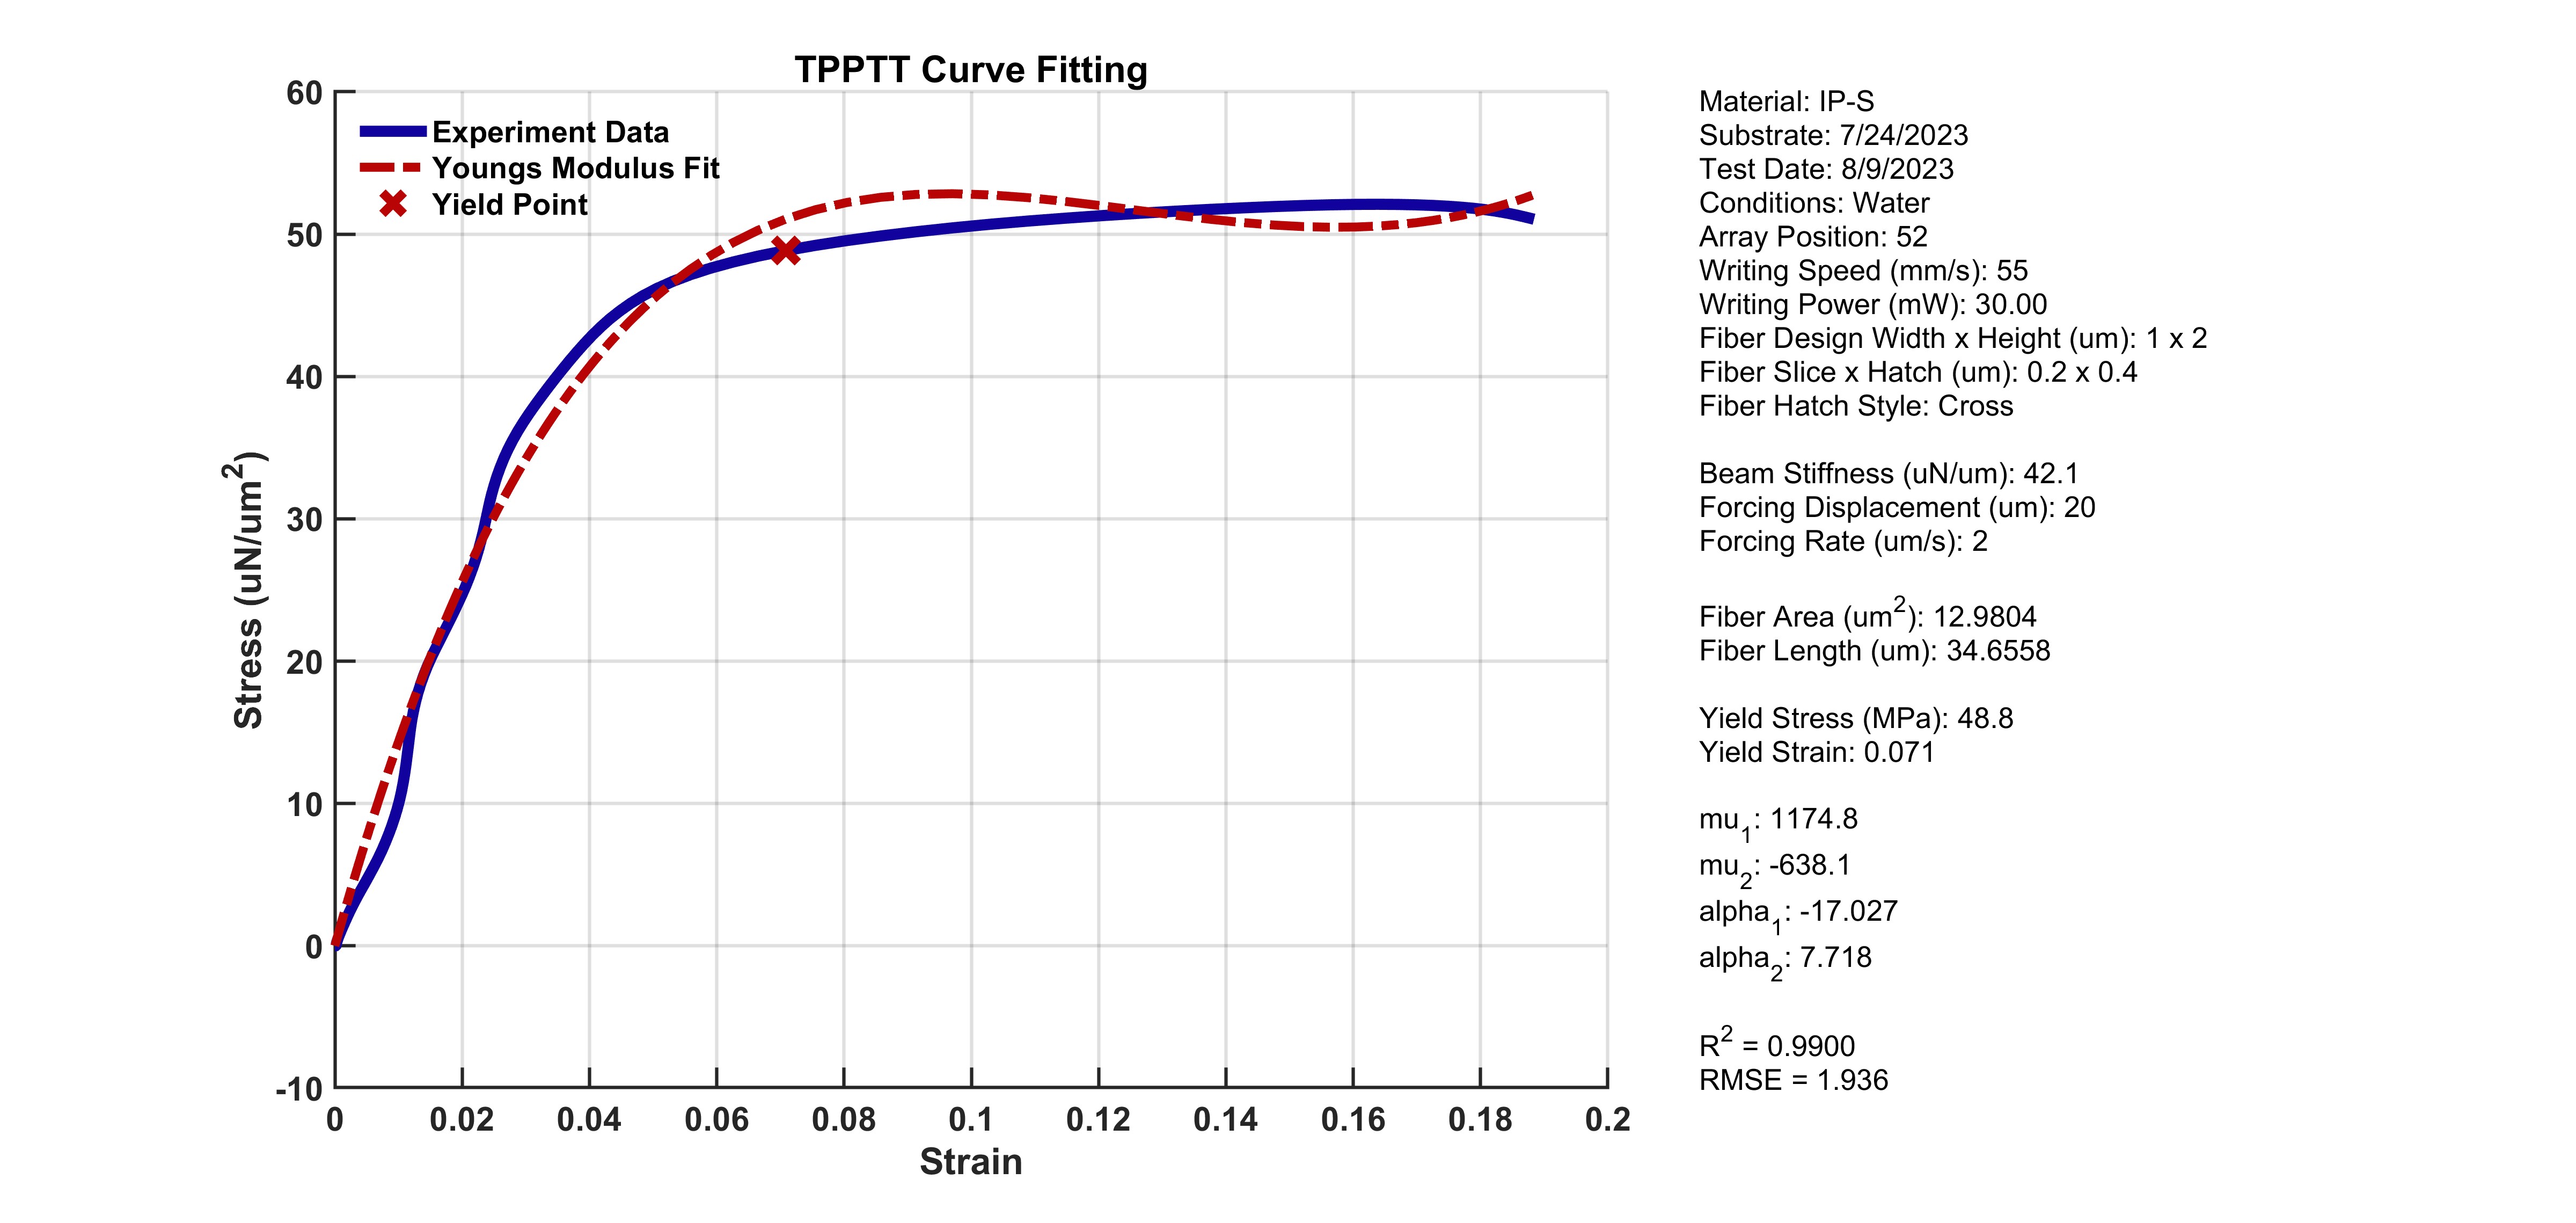 TPPTT Curve Fitting
60
50
40
30
20
10
0
-10
Stress (uN/um²)
Experiment Data
Youngs Modulus Fit
Yield Point
0 0.02 0.04 0.06 0.08 0.1 0.12 0.14 0.16 0.18 0.2
Strain
Material: IP-S
Substrate: 7/24/2023
Test Date: 8/9/2023
Conditions: Water
Array Position: 52
Writing Speed (mm/s): 55
Writing Power (mW): 30.00
Fiber Design Width x Height (um): 1 x 2
Fiber Slice x Hatch (um): 0.2 x 0.4
Fiber Hatch Style: Cross
Beam Stiffness (uN/um): 42.1
Forcing Displacement (um): 20
Forcing Rate (um/s): 2
Fiber Area (um²): 12.9804
Fiber Length (um): 34.6558
Yield Stress (MPa): 48.8
Yield Strain: 0.071
mu₁: 1174.8
mu₂: -638.1
alpha₁: -17.027
alpha₂: 7.718
R² = 0.9900
RMSE = 1.936